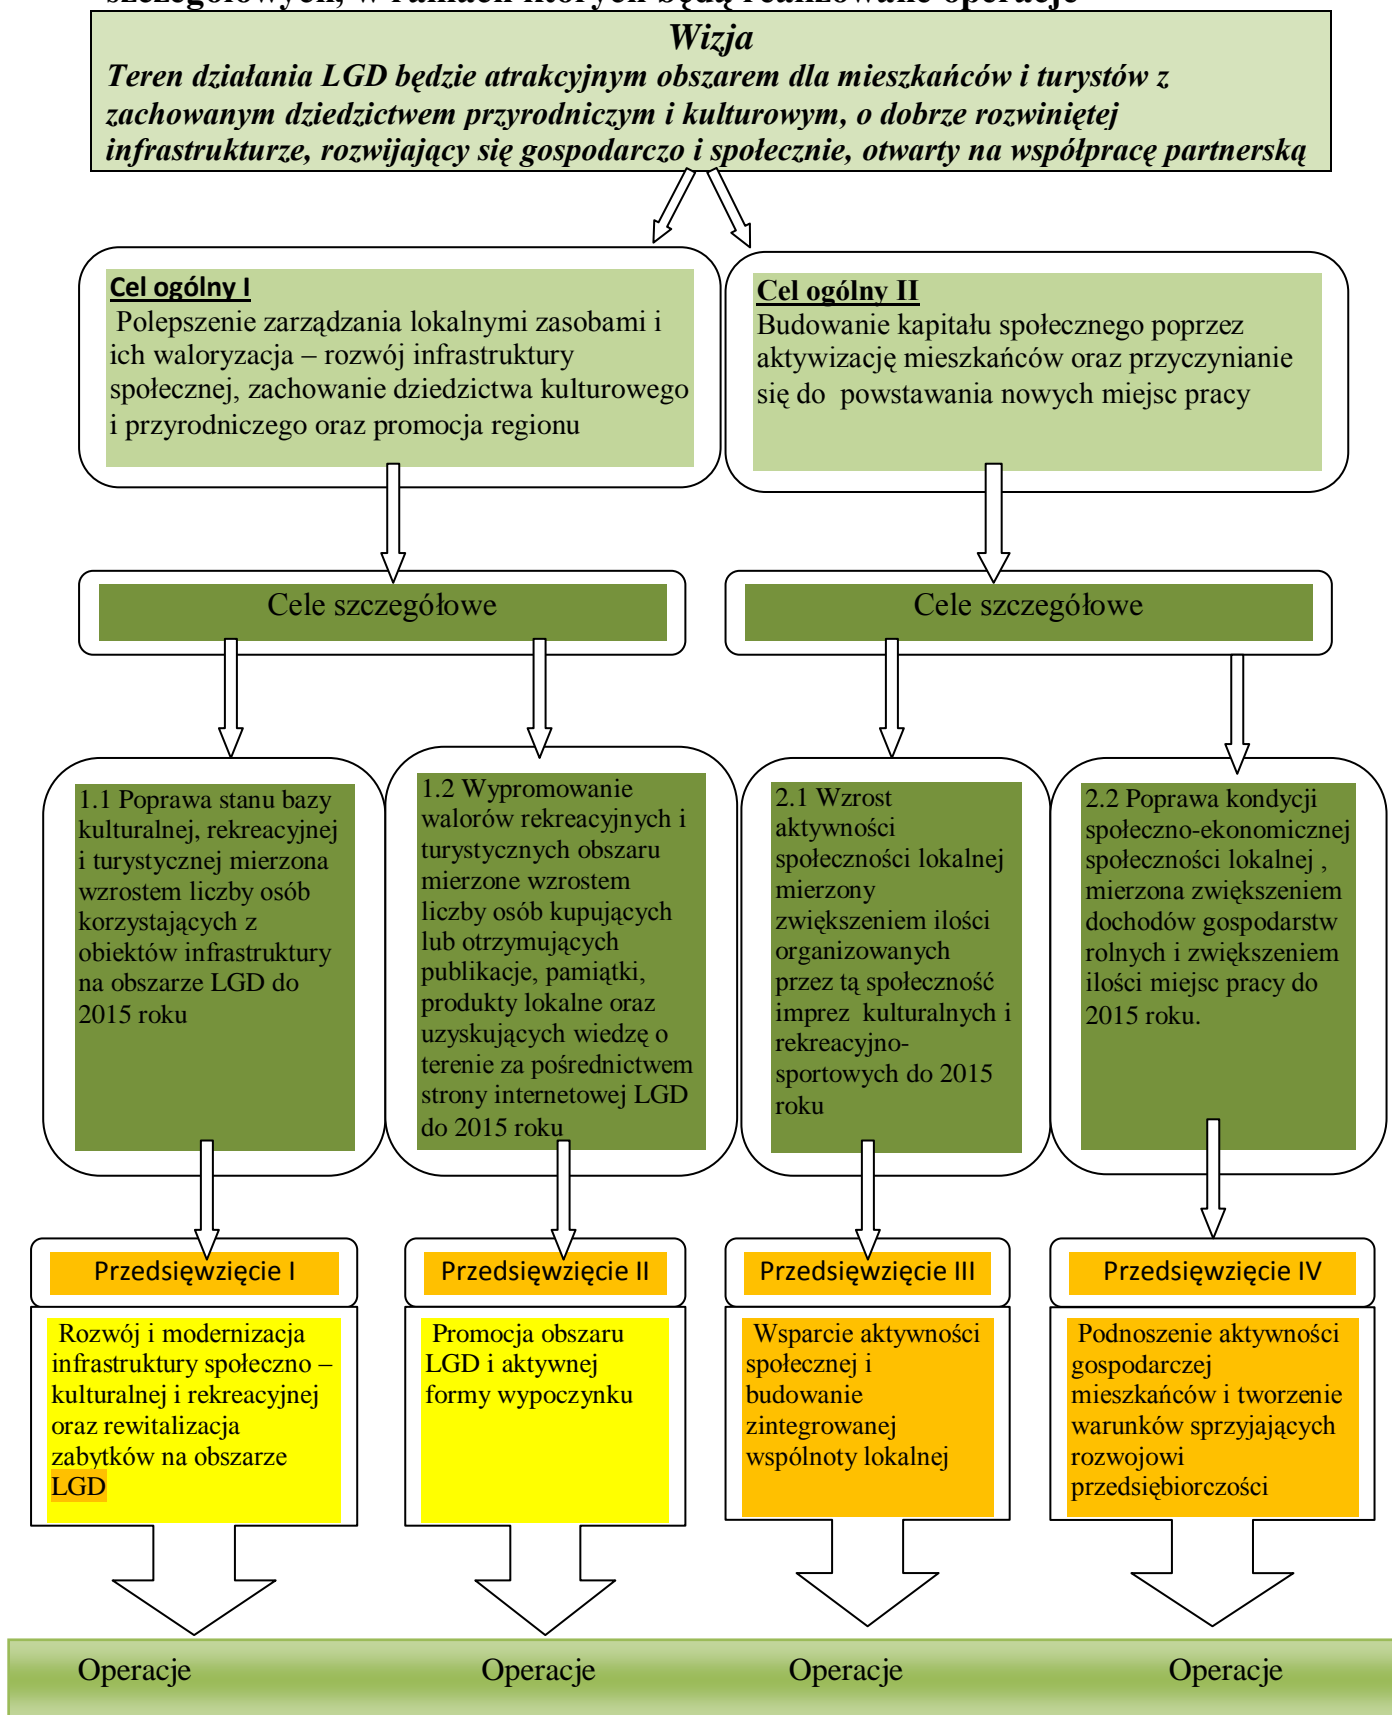 szczegółowych, w ramach których będą realizowane operacje
Wizja
Teren działania LGD będzie atrakcyjnym obszarem dla mieszkańców i turystów z
zachowanym dziedzictwem przyrodniczym i kulturowym, o dobrze rozwiniętej
infrastrukturze, rozwijający się gospodarczo i społecznie, otwarty na współpracę partnerską
Cel ogólny I
Polepszenie zarządzania lokalnymi zasobami i
ich waloryzacja – rozwój infrastruktury
społecznej, zachowanie dziedzictwa kulturowego
i przyrodniczego oraz promocja regionu
Cel ogólny II
Budowanie kapitału społecznego poprzez
aktywizację mieszkańców oraz przyczynianie
się do powstawania nowych miejsc pracy
Cele szczegółowe
Cele szczegółowe
1.1 Poprawa stanu bazy
kulturalnej, rekreacyjnej
i turystycznej mierzona
wzrostem liczby osób
korzystających z
obiektów infrastruktury
na obszarze LGD do
2015 roku
1.2 Wypromowanie
walorów rekreacyjnych i
turystycznych obszaru
mierzone wzrostem
liczby osób kupujących
lub otrzymujących
publikacje, pamiątki,
produkty lokalne oraz
uzyskujących wiedzę o
terenie za pośrednictwem
strony internetowej LGD
do 2015 roku
2.1 Wzrost
aktywności
społeczności lokalnej
mierzony
zwiększeniem ilości
organizowanych
przez tą społeczność
imprez kulturalnych i
rekreacyjno-
sportowych do 2015
roku
2.2 Poprawa kondycji
społeczno-ekonomicznej
społeczności lokalnej ,
mierzona zwiększeniem
dochodów gospodarstw
rolnych i zwiększeniem
ilości miejsc pracy do
2015 roku.
Przedsięwzięcie I
Przedsięwzięcie II
Przedsięwzięcie III
Przedsięwzięcie IV
Rozwój i modernizacja
infrastruktury społeczno –
kulturalnej i rekreacyjnej
oraz rewitalizacja
zabytków na obszarze
LGD
Promocja obszaru
LGD i aktywnej
formy wypoczynku
Wsparcie aktywności
społecznej i
budowanie
zintegrowanej
wspólnoty lokalnej
Podnoszenie aktywności
gospodarczej
mieszkańców i tworzenie
warunków sprzyjających
rozwojowi
przedsiębiorczości
Operacje
Operacje
Operacje
Operacje